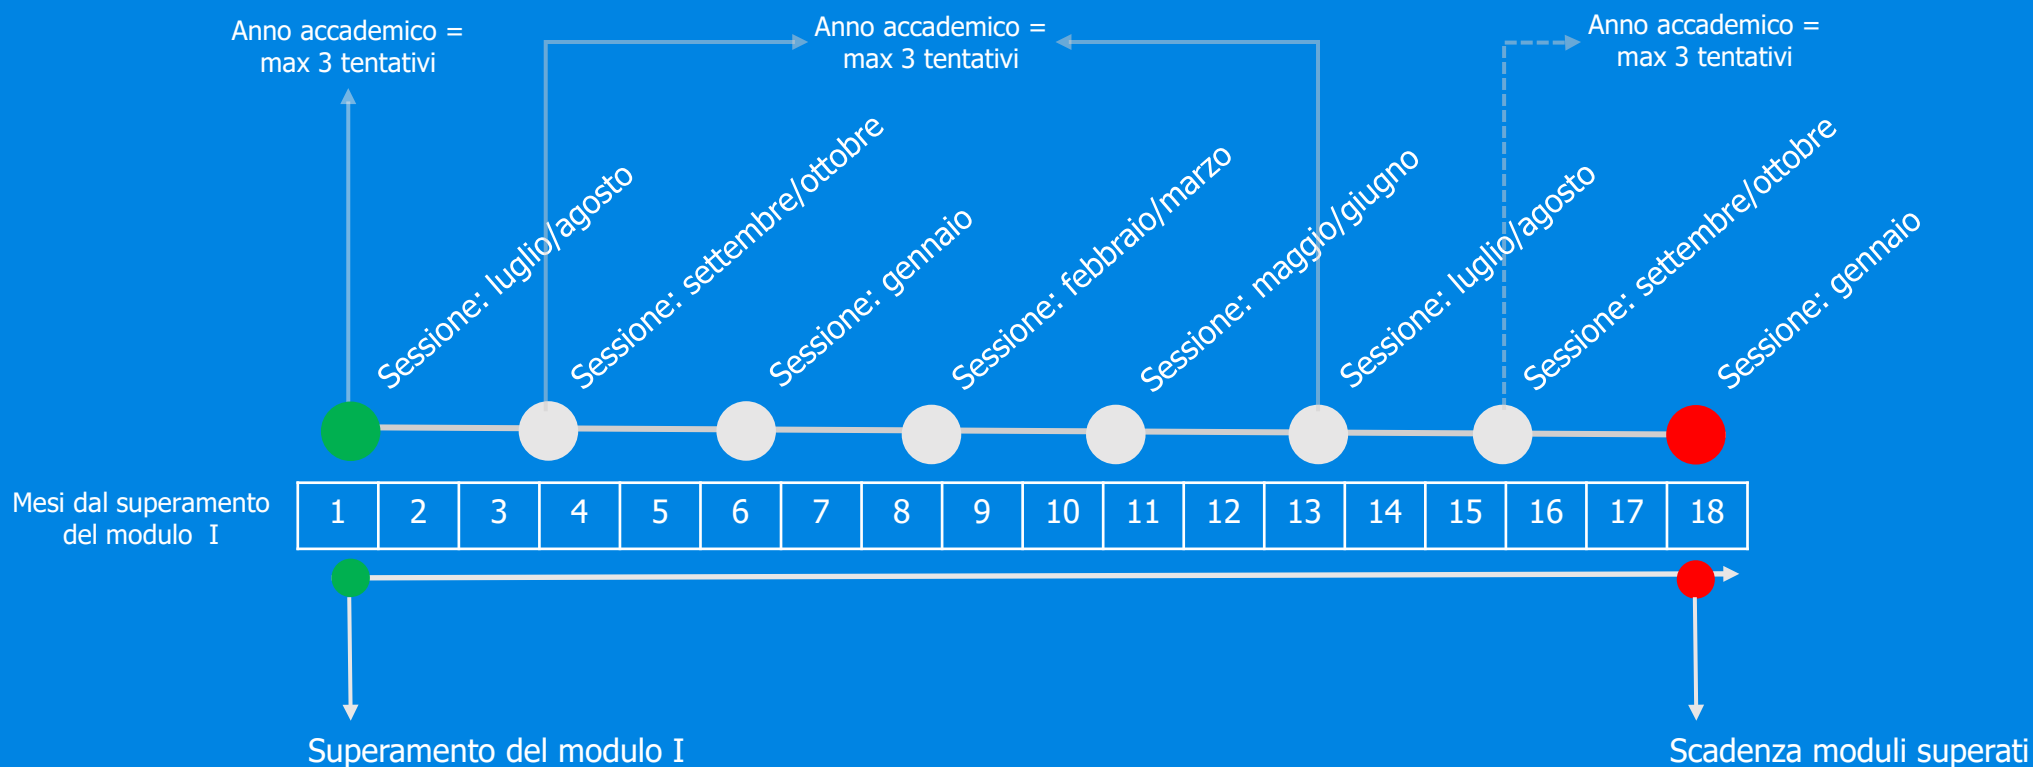 Anno accademico =
max 3 tentativi
Anno accademico =
max 3 tentativi
Anno accademico =
max 3 tentativi
Sessione: luglio/agosto
Sessione: settembre/ottobre
Sessione: gennaio
Sessione: febbraio/marzo
Sessione: maggio/giugno
Sessione: luglio/agosto
Sessione: settembre/ottobre
Sessione: gennaio
Mesi dal superamento
del modulo I
1 2 3 4 5 6 7 8 9 10 11 12 13 14 15 16 17 18
Superamento del modulo I
Scadenza moduli superati